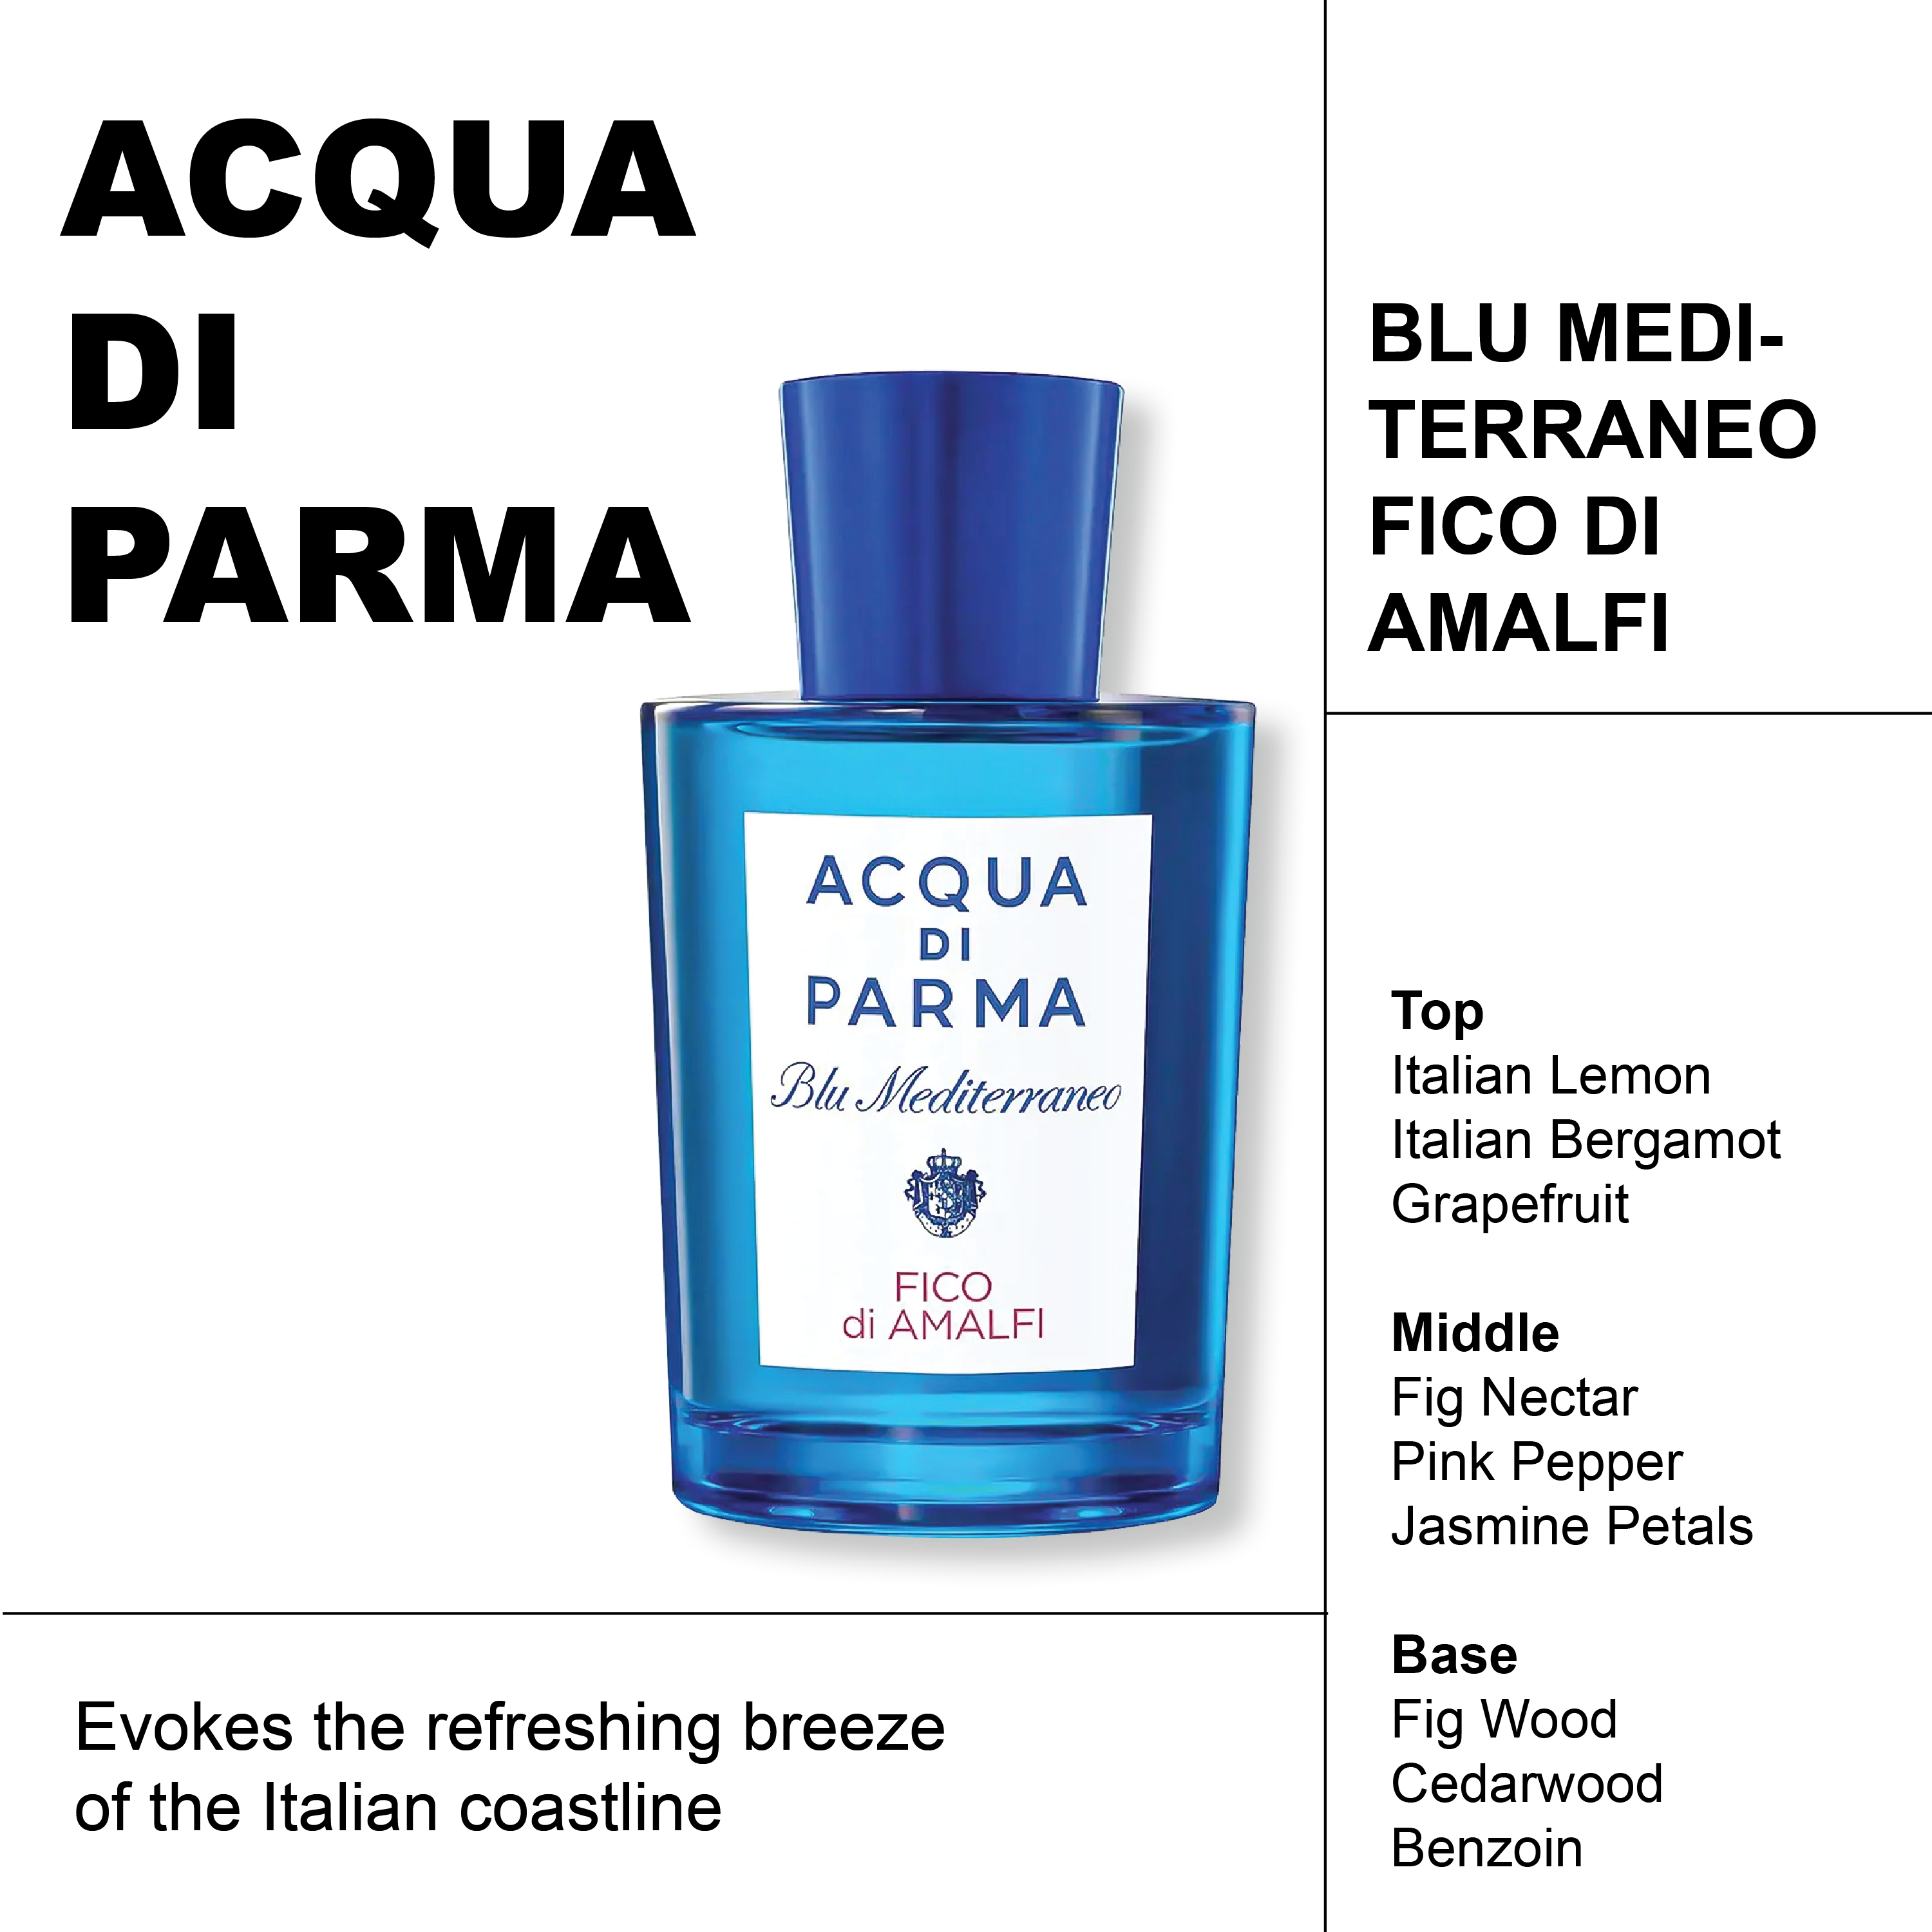 ACQUA
DI
PARMA
BLU MEDI-
TERRANEO
FICO DI
AMALFI
ACQUA
DI
PARMA
Blu Mediterraneo
FICO
di AMALFI
Top
Italian Lemon
Italian Bergamot
Grapefruit
Middle
Fig Nectar
Pink Pepper
Jasmine Petals
Base
Fig Wood
Cedarwood
Benzoin
Evokes the refreshing breeze
of the Italian coastline